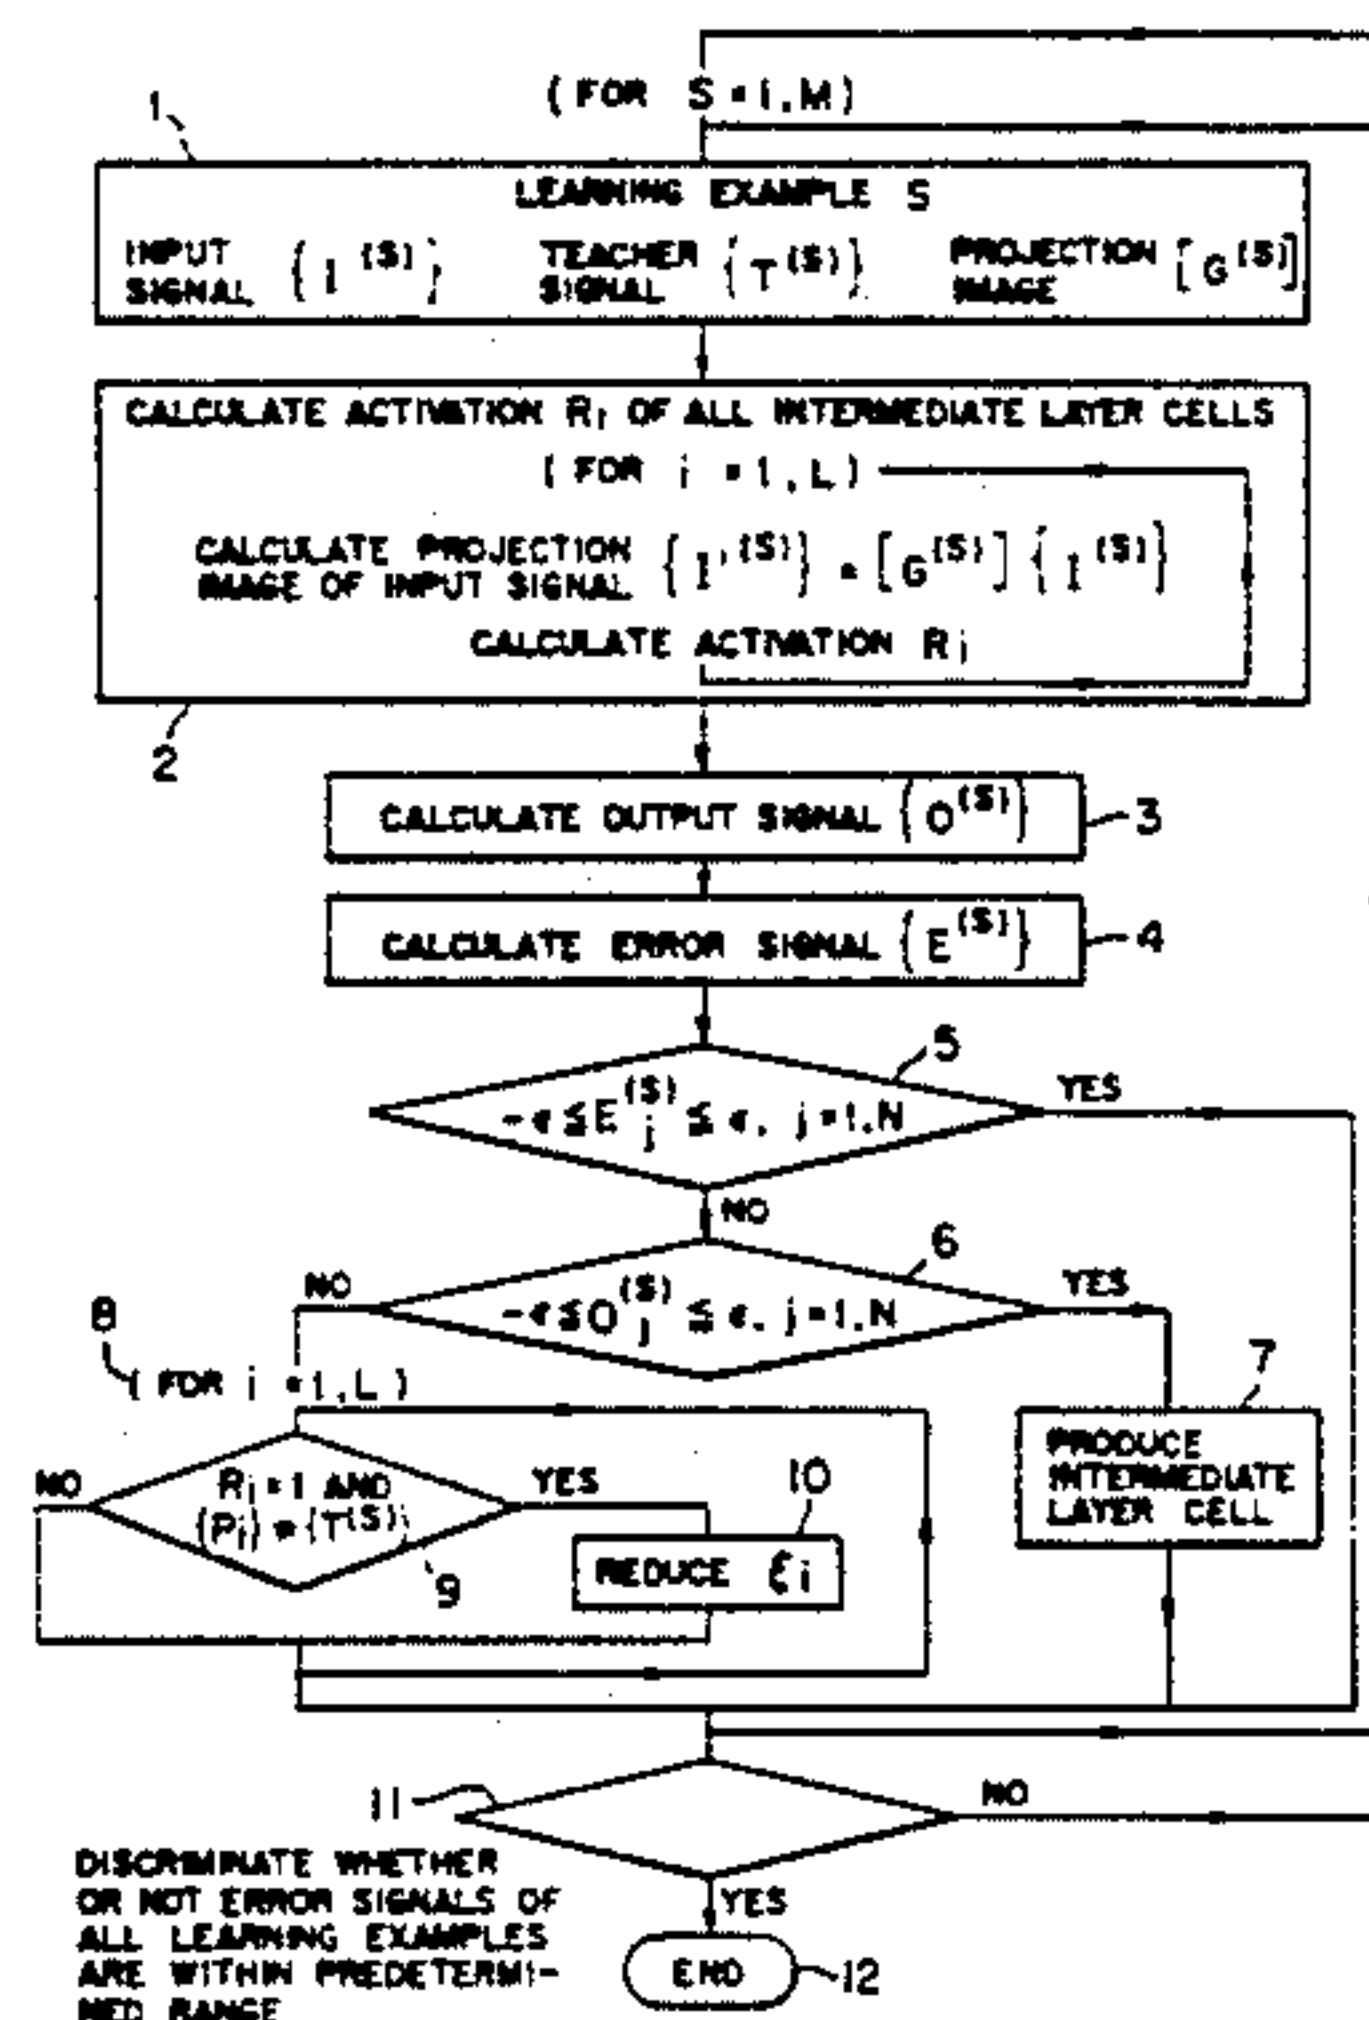 (FOR S=1,M)
1
LEARNING EXAMPLE S
INPUT SIGNAL {I(S)}
TEACHER SIGNAL {T(S)}
PROJECTION IMAGE [G(S)]
CALCULATE ACTIVATION Ri OF ALL INTERMEDIATE LAYER CELLS
(FOR i=1,L)
CALCULATE PROJECTION
IMAGE OF INPUT SIGNAL {I'(S)} = [G(S)] {I(S)}
CALCULATE ACTIVATION Ri
2
CALCULATE OUTPUT SIGNAL {O(S)}
3
CALCULATE ERROR SIGNAL {E(S)}
4
5
-ϵ≦Ej(S)≦ϵ, j=1,N
YES
NO
6
-ϵ≦Oj(S)≦ϵ, j=1,N
NO
YES
8
(FOR i=1,L)
7
PRODUCE
INTERMEDIATE
LAYER CELL
NO
Ri=1 AND
{Pi}≠{T(S)}
YES
9
10
REDUCE ξi
11
NO
DISCRIMINATE WHETHER
OR NOT ERROR SIGNALS OF
ALL LEARNING EXAMPLES
ARE WITHIN PREDETERMI-
NED RANGE
YES
END
12